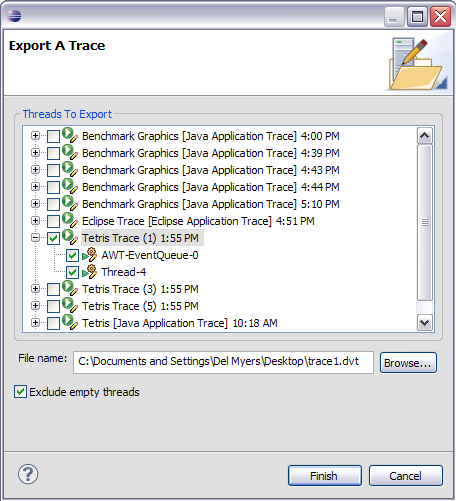 Export A Trace
Threads To Export
Benchmark Graphics [Java Application Trace] 4:00 PM
Benchmark Graphics [Java Application Trace] 4:39 PM
Benchmark Graphics [Java Application Trace] 4:43 PM
Benchmark Graphics [Java Application Trace] 4:44 PM
Benchmark Graphics [Java Application Trace] 5:10 PM
Eclipse Trace [Eclipse Application Trace] 4:51 PM
Tetris Trace (1) 1:55 PM
AWT-EventQueue-0
Thread-4
Tetris Trace (3) 1:55 PM
Tetris Trace (5) 1:55 PM
Tetris [Java Application Trace] 10:18 AM
File name: C:\Documents and Settings\Del Myers\Desktop\trace1.dvt Browse...
Exclude empty threads
? Finish Cancel